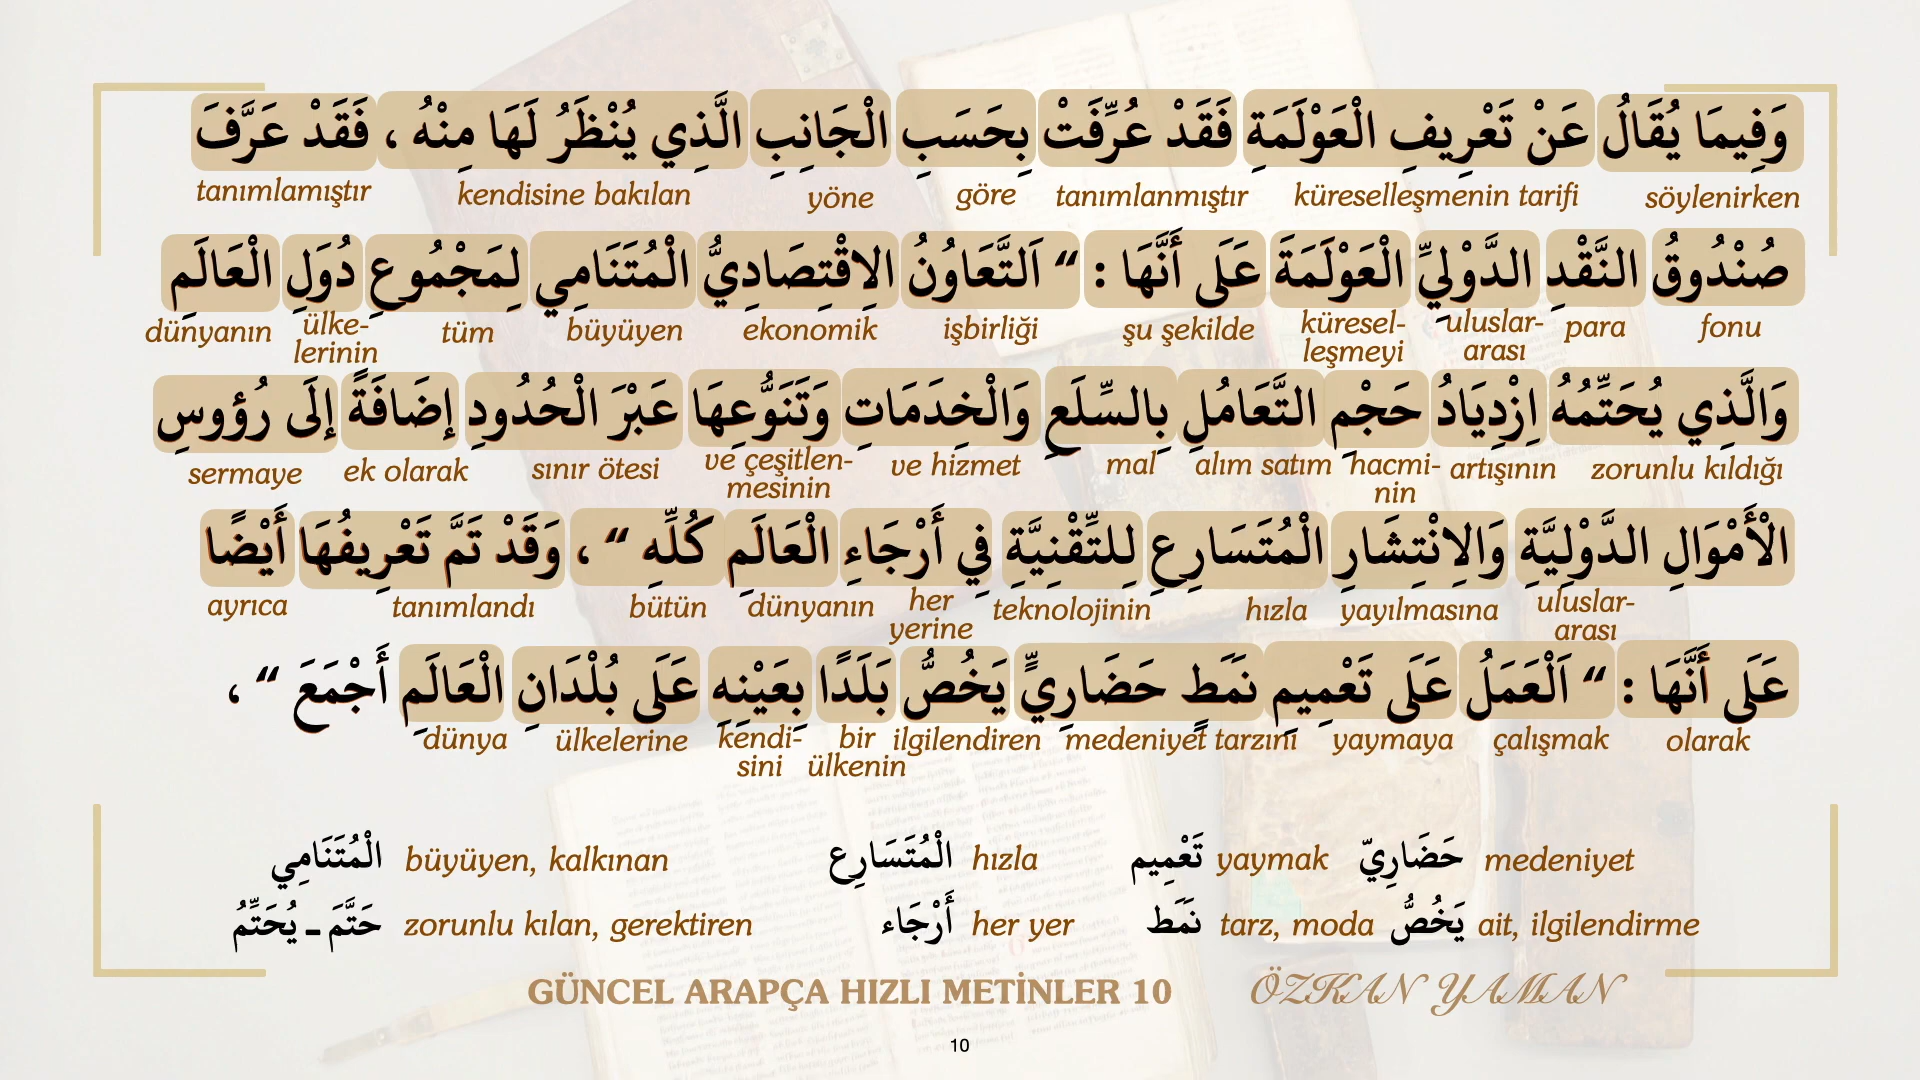 وَفِيمَا يُقَالُ عَنْ تَعْرِيفِ الْعَوْلَمَةِ فَقَدْ عُرِّفَتْ بِحَسَبِ الْجَانِبِ الَّذِي يُنْظَرُ لَهَا مِنْهُ ، فَقَدْ عَرَّفَ
söylenirken küreselleşmenin tarifi tanımlanmıştır göre yöne kendisine bakılan tanımlamıştır
صُنْدُوقُ النَّقْدِ الدَّوْلِيِّ الْعَوْلَمَةَ عَلَى أَنَّهَا : “ اَلتَّعَاوُنُ الِاقْتِصَادِيُّ الْمُتَنَامِي لِمَجْمُوعِ دُوَلِ الْعَالَمِ
fonu para uluslar-arası küresel-leşmeyi şu şekilde işbirliği ekonomik büyüyen tüm ülke-lerinin dünyanın
وَالَّذِي يُحَتِّمُهُ اِزْدِيَادُ حَجْمِ التَّعَامُلِ بِالسِّلَعِ وَالْخِدَمَاتِ وَتَنَوُّعِهَا عَبْرَ الْحُدُودِ إِضَافَةً إِلَى رُؤُوسِ
zorunlu kıldığı artışının hacmi-nin alım satım mal ve hizmet ve çeşitlen-mesinin sınır ötesi ek olarak sermaye
الْأَمْوَالِ الدَّوْلِيَّةِ وَالِانْتِشَارِ الْمُتَسَارِعِ لِلتِّقْنِيَّةِ فِي أَرْجَاءِ الْعَالَمِ كُلِّهِ “ ، وَقَدْ تَمَّ تَعْرِيفُهَا أَيْضًا
uluslar-arası yayılmasına hızla teknolojinin her yerine dünyanın bütün tanımlandı ayrıca
عَلَى أَنَّهَا : “ اَلْعَمَلُ عَلَى تَعْمِيمِ نَمَطٍ حَضَارِيٍّ يَخُصُّ بَلَدًا بِعَيْنِهِ عَلَى بُلْدَانِ الْعَالَمِ أَجْمَعَ “ ،
olarak çalışmak yaymaya medeniyet tarzını ilgilendiren bir ülkenin kendi-sini ülkelerine dünya
الْمُتَنَامِي büyüyen, kalkınan الْمُتَسَارِع hızla تَعْمِيم yaymak حَضَارِيّ medeniyet
حَتَّمَ ـ يُحَتِّمُ zorunlu kılan, gerektiren أَرْجَاء her yer نَمَط tarz, moda يَخُصُّ ait, ilgilendirme
GÜNCEL ARAPÇA HIZLI METİNLER 10 ÖZKAN YAMAN
10